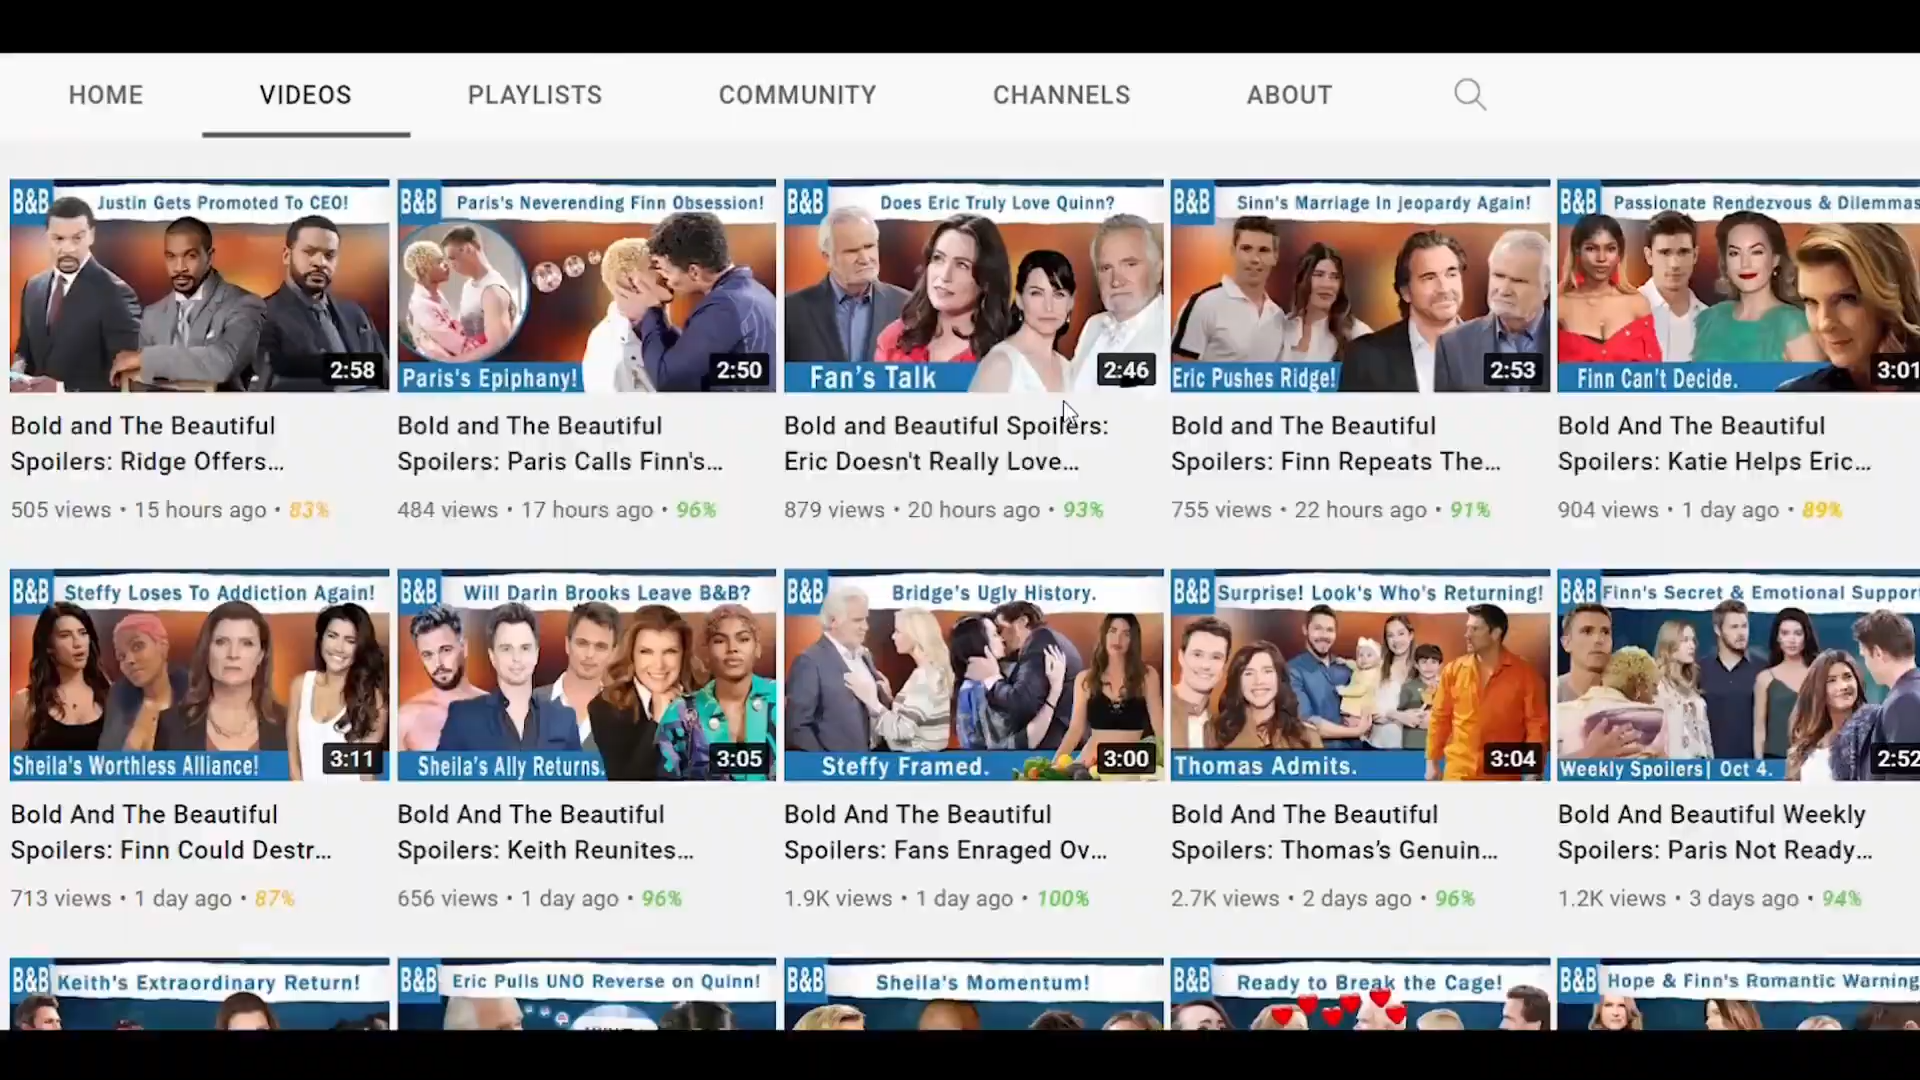 HOME VIDEOS PLAYLISTS COMMUNITY CHANNELS ABOUT
B&B Justin Gets Promoted To CEO!
2:58
Bold and The Beautiful
Spoilers: Ridge Offers...
505 views • 15 hours ago • 83%
B&B Paris's Neverending Finn Obsession!
Paris's Epiphany!
2:50
Bold and The Beautiful
Spoilers: Paris Calls Finn's...
484 views • 17 hours ago • 96%
B&B Does Eric Truly Love Quinn?
Fan's Talk
2:46
Bold and Beautiful Spoilers:
Eric Doesn't Really Love...
879 views • 20 hours ago • 93%
B&B Sinn's Marriage In jeopardy Again!
Eric Pushes Ridge!
2:53
Bold and The Beautiful
Spoilers: Finn Repeats The...
755 views • 22 hours ago • 91%
B&B Passionate Rendezvous & Dilemmas
Finn Can't Decide.
3:01
Bold And The Beautiful
Spoilers: Katie Helps Eric...
904 views • 1 day ago • 89%
B&B Steffy Loses To Addiction Again!
Sheila's Worthless Alliance!
3:11
Bold And The Beautiful
Spoilers: Finn Could Destr...
713 views • 1 day ago • 87%
B&B Will Darin Brooks Leave B&B?
Sheila's Ally Returns.
3:05
Bold And The Beautiful
Spoilers: Keith Reunites...
656 views • 1 day ago • 96%
B&B Bridge's Ugly History.
Steffy Framed.
3:00
Bold And The Beautiful
Spoilers: Fans Enraged Ov...
1.9K views • 1 day ago • 100%
B&B Surprise! Look's Who's Returning!
Thomas Admits.
3:04
Bold And The Beautiful
Spoilers: Thomas's Genuin...
2.7K views • 2 days ago • 96%
B&B Finn's Secret & Emotional Support
Weekly Spoilers| Oct 4.
2:52
Bold And Beautiful Weekly
Spoilers: Paris Not Ready...
1.2K views • 3 days ago • 94%
B&B Keith's Extraordinary Return!
B&B Eric Pulls UNO Reverse on Quinn!
B&B Sheila's Momentum!
B&B Ready to Break the Cage!
B&B Hope & Finn's Romantic Warning